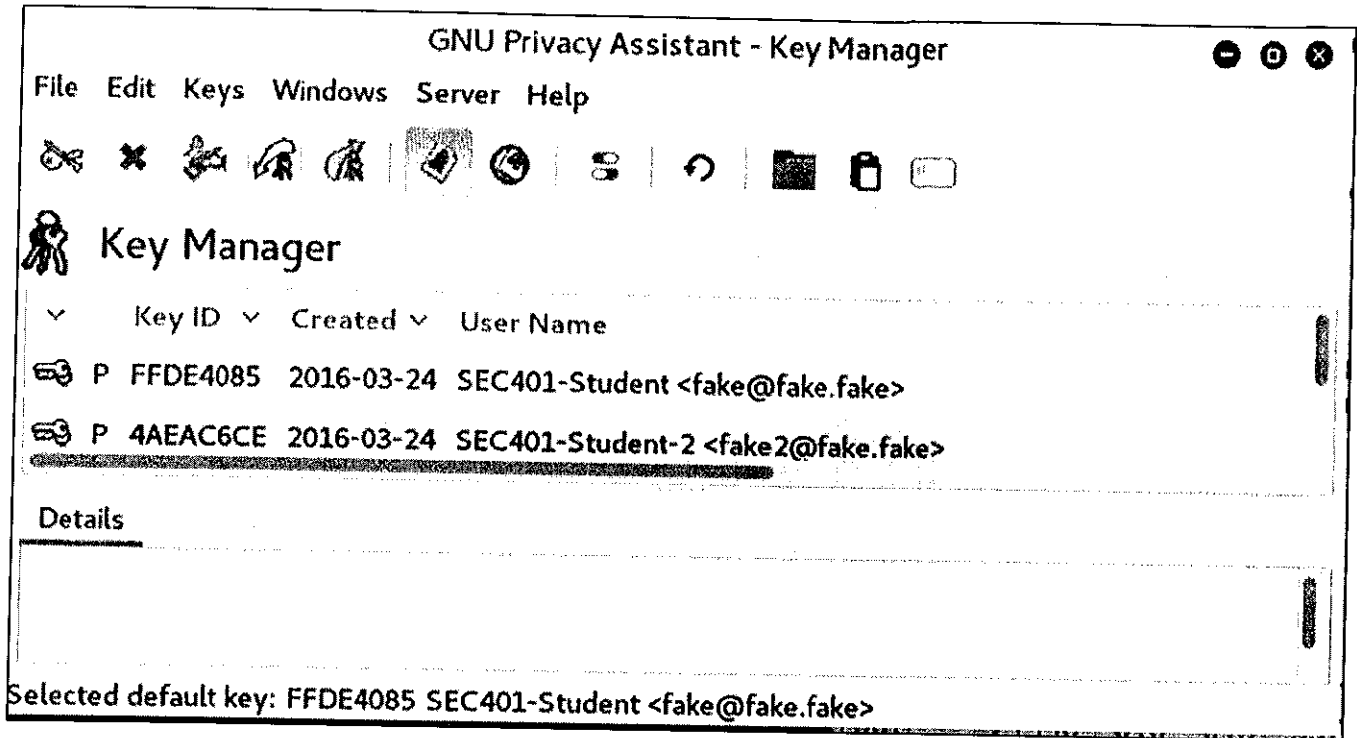 GNU Privacy Assistant - Key Manager
File Edit Keys Windows Server Help
Key Manager
Key ID Created User Name
P FFDE4085 2016-03-24 SEC401-Student <fake@fake.fake>
P 4AEAC6CE 2016-03-24 SEC401-Student-2 <fake2@fake.fake>
Details
Selected default key: FFDE4085 SEC401-Student <fake@fake.fake>